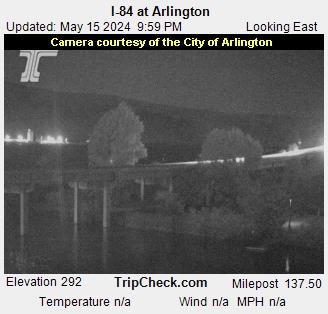 I-84 at Arlington
Updated: May 15 2024 9:59 PM Looking East
Camera courtesy of the City of Arlington
Elevation 292 TripCheck.com Milepost 137.50
Temperature n/a Wind n/a MPH n/a